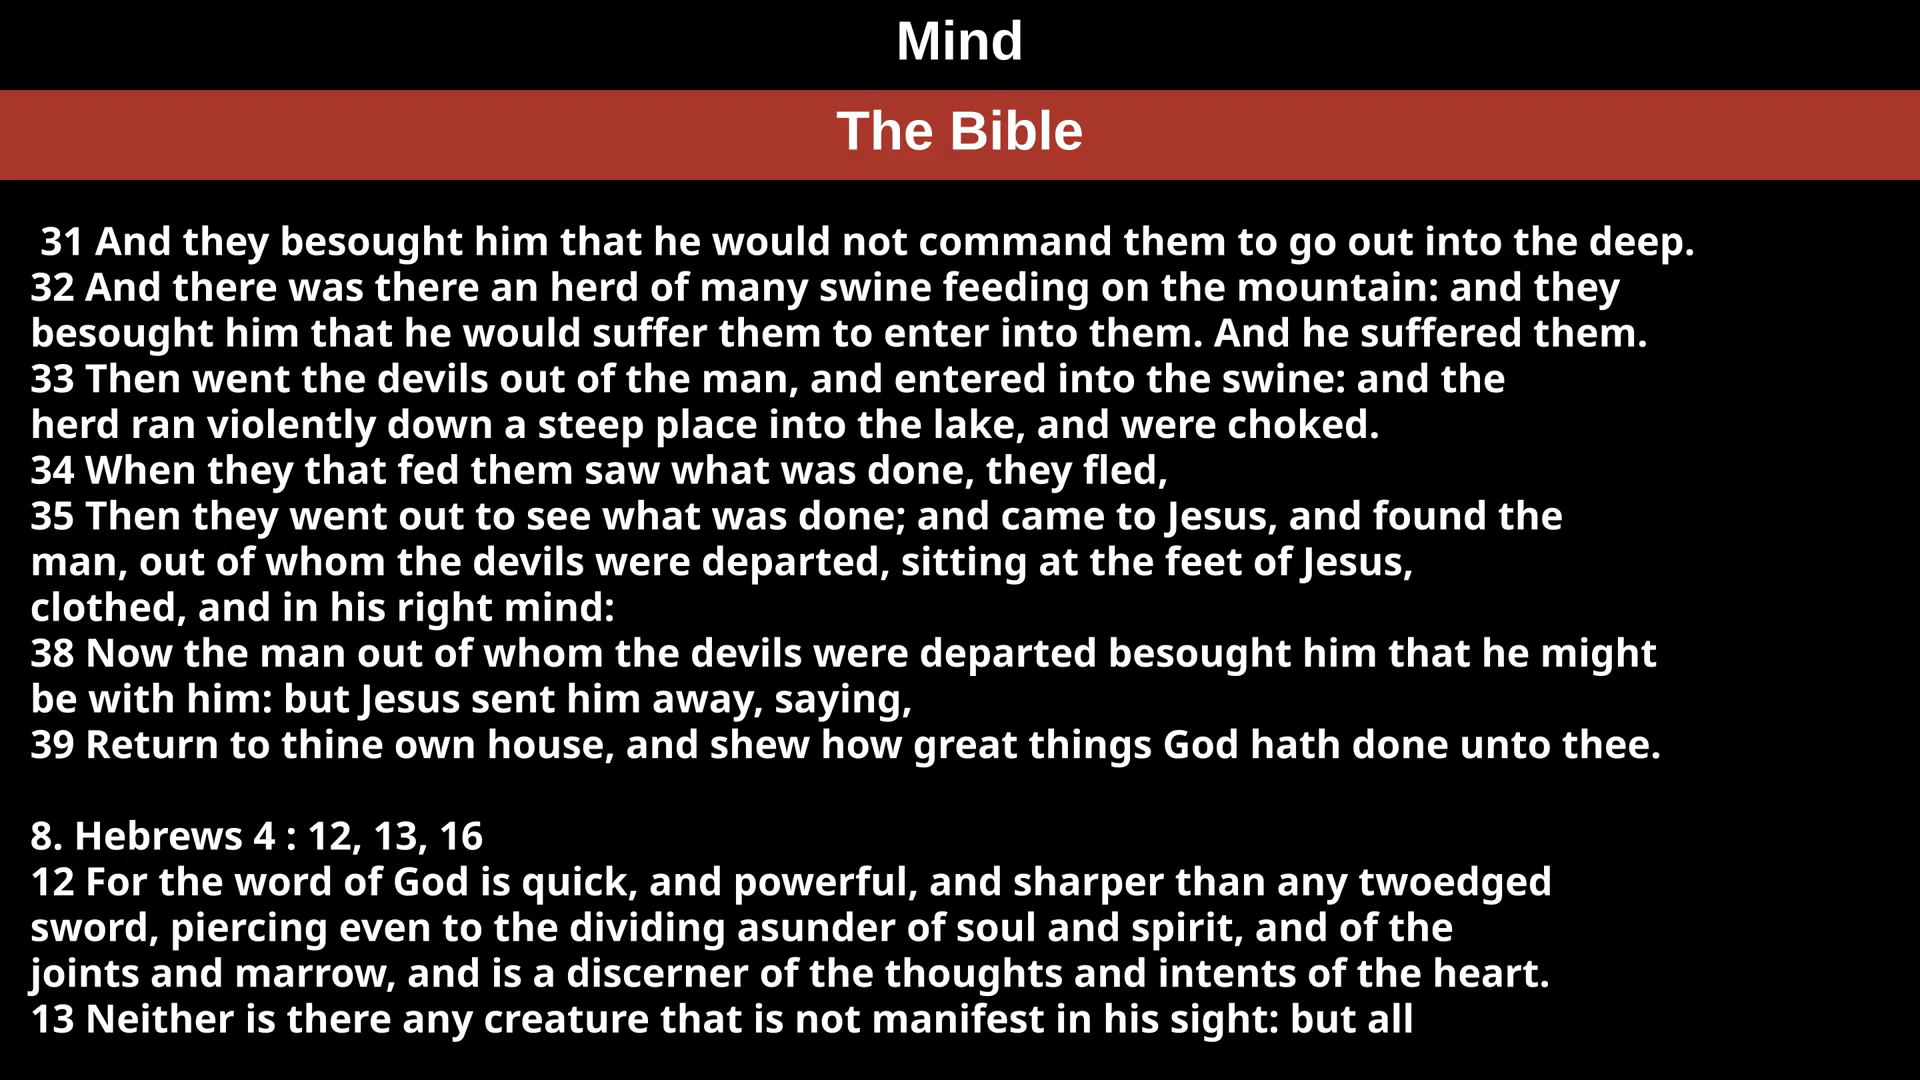 Mind
The Bible
31 And they besought him that he would not command them to go out into the deep.
32 And there was there an herd of many swine feeding on the mountain: and they
besought him that he would suffer them to enter into them. And he suffered them.
33 Then went the devils out of the man, and entered into the swine: and the
herd ran violently down a steep place into the lake, and were choked.
34 When they that fed them saw what was done, they fled,
35 Then they went out to see what was done; and came to Jesus, and found the
man, out of whom the devils were departed, sitting at the feet of Jesus,
clothed, and in his right mind:
38 Now the man out of whom the devils were departed besought him that he might
be with him: but Jesus sent him away, saying,
39 Return to thine own house, and shew how great things God hath done unto thee.
8. Hebrews 4 : 12, 13, 16
12 For the word of God is quick, and powerful, and sharper than any twoedged
sword, piercing even to the dividing asunder of soul and spirit, and of the
joints and marrow, and is a discerner of the thoughts and intents of the heart.
13 Neither is there any creature that is not manifest in his sight: but all